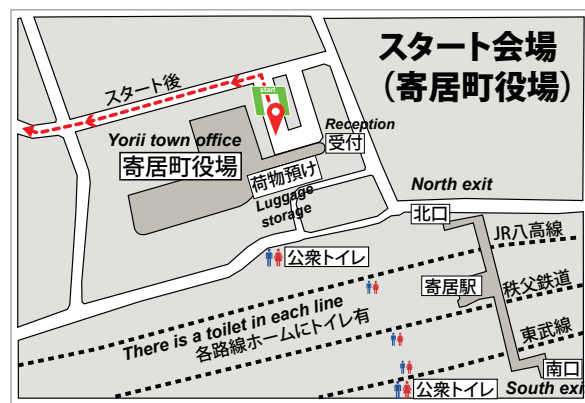 スタート会場
(寄居町役場)
スタート後
start
Yorii town office
寄居町役場
Reception
受付
荷物預け
Luggage
storage
North exit
北口
JR八高線
公衆トイレ
寄居駅
秩父鉄道
There is a toilet in each line
各路線ホームにトイレ有
東武線
南口
公衆トイレ
South exit